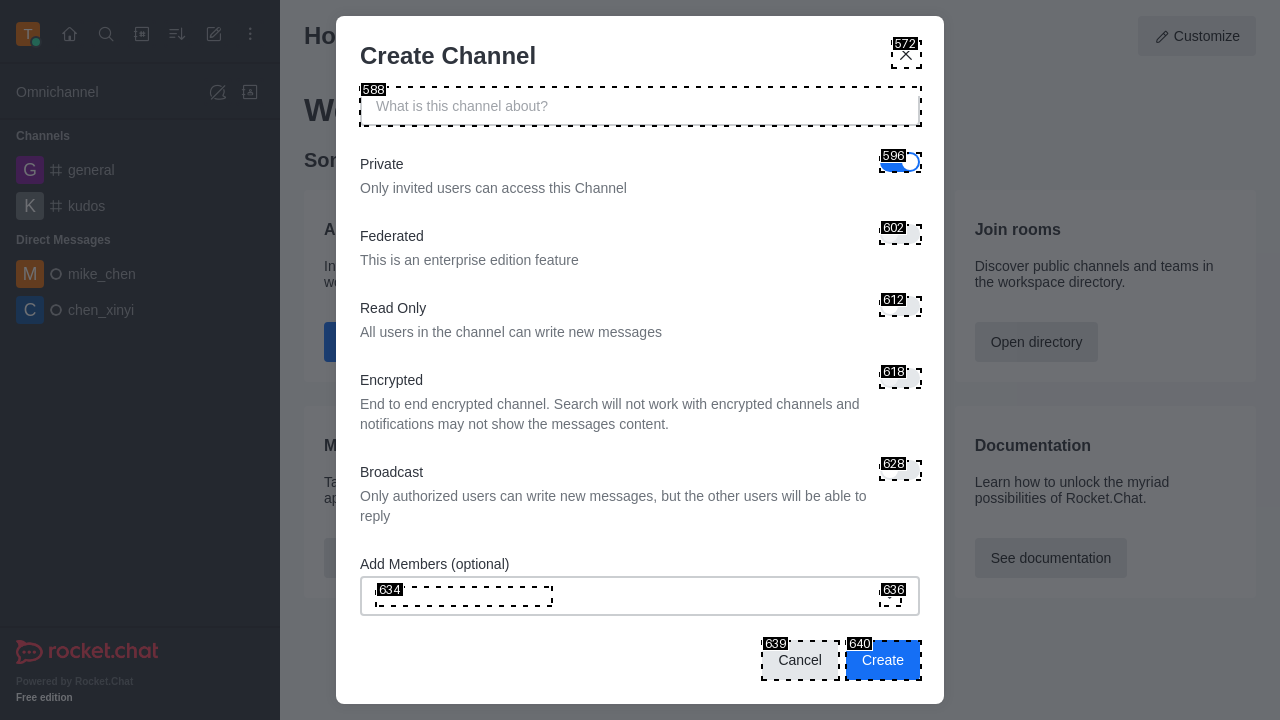 T
Ho
Customize
Omnichannel
Channels
G general
K kudos
Direct Messages
M mike_chen
C chen_xinyi
rocket.chat
Powered by Rocket.Chat
Free edition
Create Channel
572
588
What is this channel about?
Private
596
Only invited users can access this Channel
Federated
602
This is an enterprise edition feature
Read Only
612
All users in the channel can write new messages
Encrypted
618
End to end encrypted channel. Search will not work with encrypted channels and
notifications may not show the messages content.
Broadcast
628
Only authorized users can write new messages, but the other users will be able to
reply
Add Members (optional)
634
636
639
Cancel
640
Create
Join rooms
Discover public channels and teams in
the workspace directory.
Open directory
Documentation
Learn how to unlock the myriad
possibilities of Rocket.Chat.
See documentation